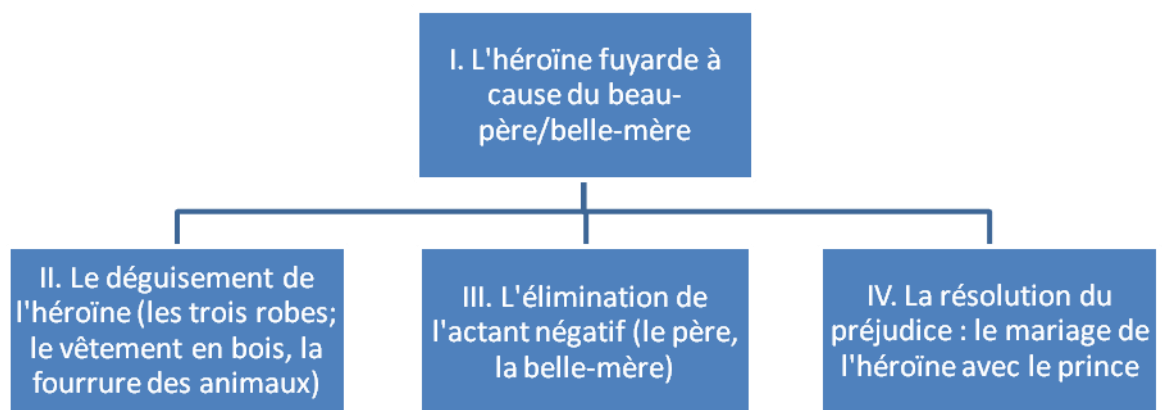 I. L'héroïne fuyarde à
cause du beau-
père/belle-mère
II. Le déguisement de
l'héroïne (les trois robes;
le vêtement en bois, la
fourrure des animaux)
III. L'élimination de
l'actant négatif (le père,
la belle-mère)
IV. La résolution du
préjudice : le mariage de
l'héroïne avec le prince